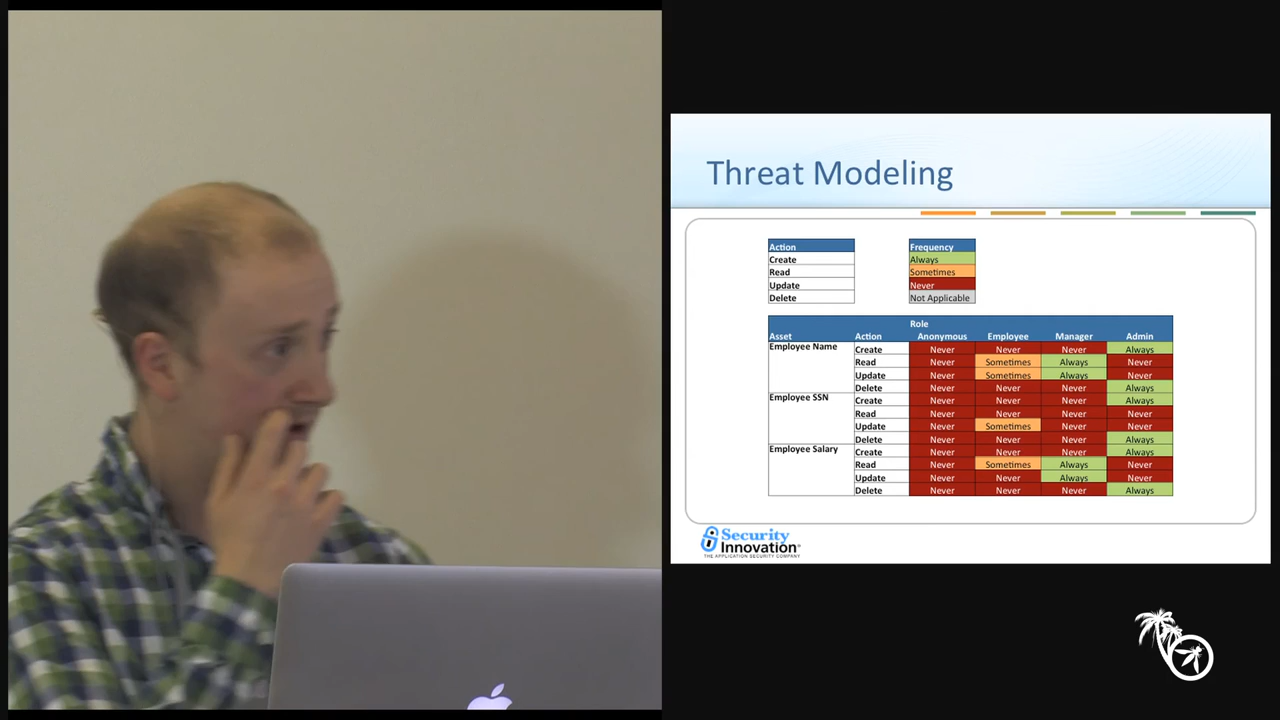 Threat Modeling
Action
Create
Read
Update
Delete
Frequency
Always
Sometimes
Never
Not Applicable
Role
Asset Action Anonymous Employee Manager Admin
Employee Name Create Never Never Never Always
Read Never Sometimes Always Never
Update Never Sometimes Always Never
Delete Never Never Never Always
Employee SSN Create Never Never Never Always
Read Never Never Never Never
Update Never Sometimes Never Never
Delete Never Never Never Always
Employee Salary Create Never Never Never Always
Read Never Sometimes Always Never
Update Never Never Always Never
Delete Never Never Never Always
Security
Innovation®
THE APPLICATION SECURITY COMPANY